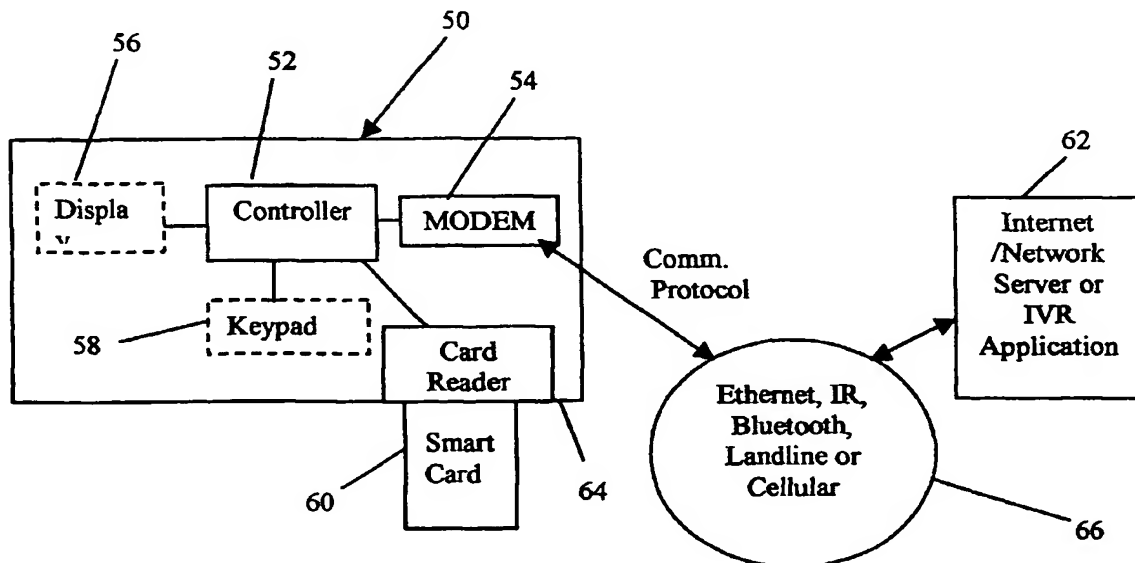 50
56
52
54
62
Displa
y
Controller
MODEM
Internet
/Network
Server or
IVR
Application
Comm.
Protocol
58
Keypad
Card
Reader
Ethernet, IR,
Bluetooth,
Landline or
Cellular
Smart
Card
60
64
66